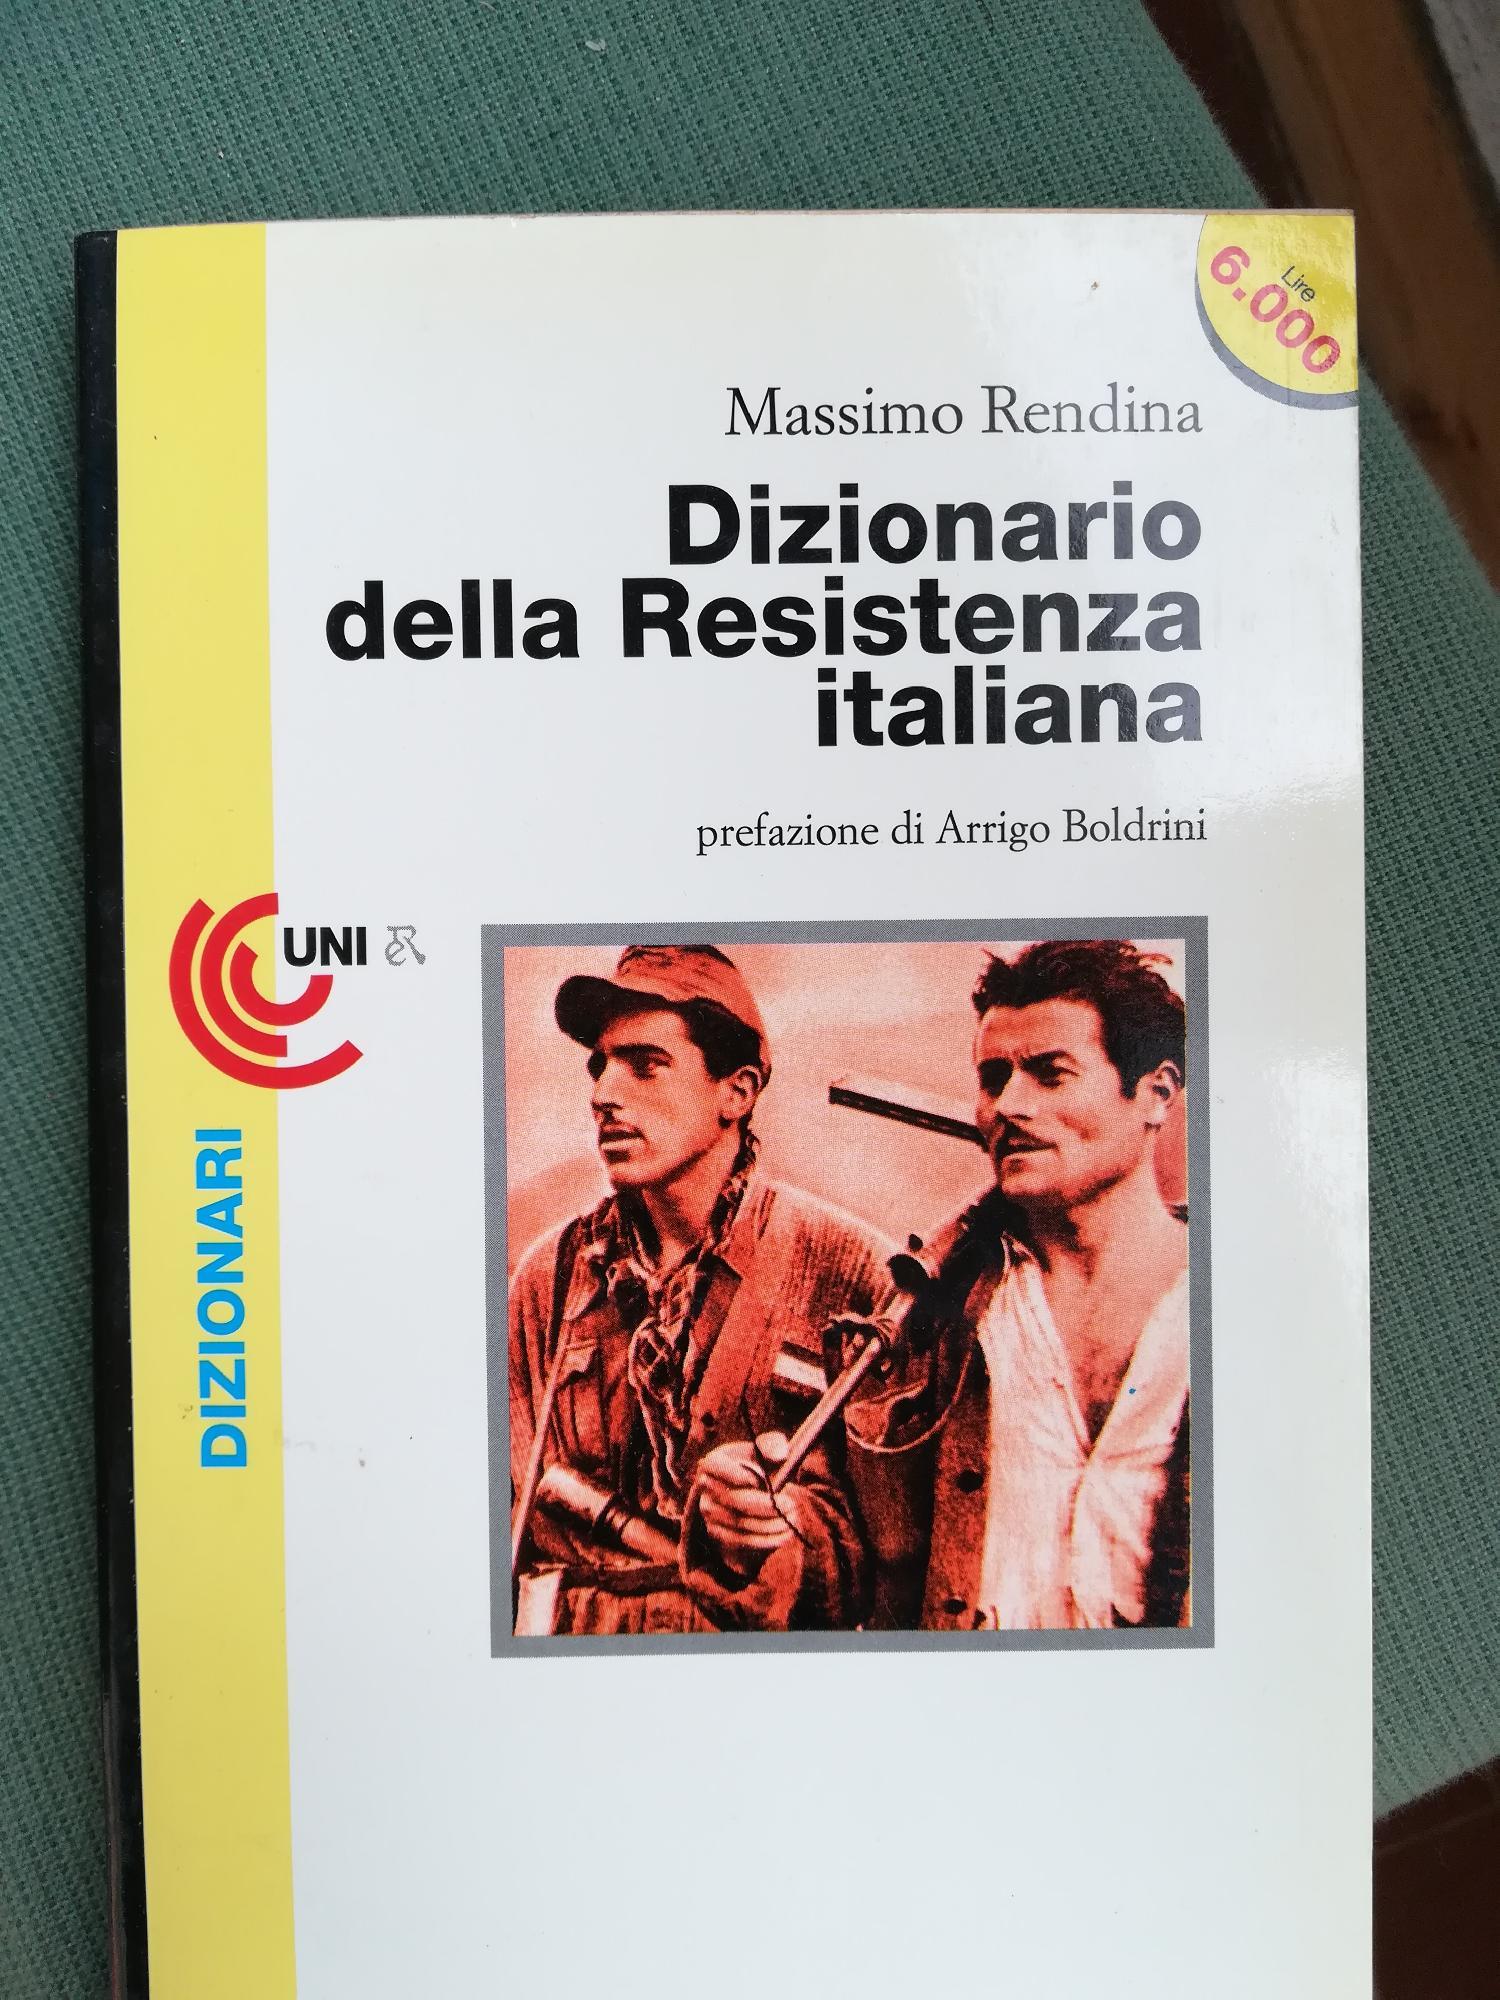 Lire
6.000
Massimo Rendina
Dizionario
della Resistenza
italiana
prefazione di Arrigo Boldrini
UNI
DIZIONARI